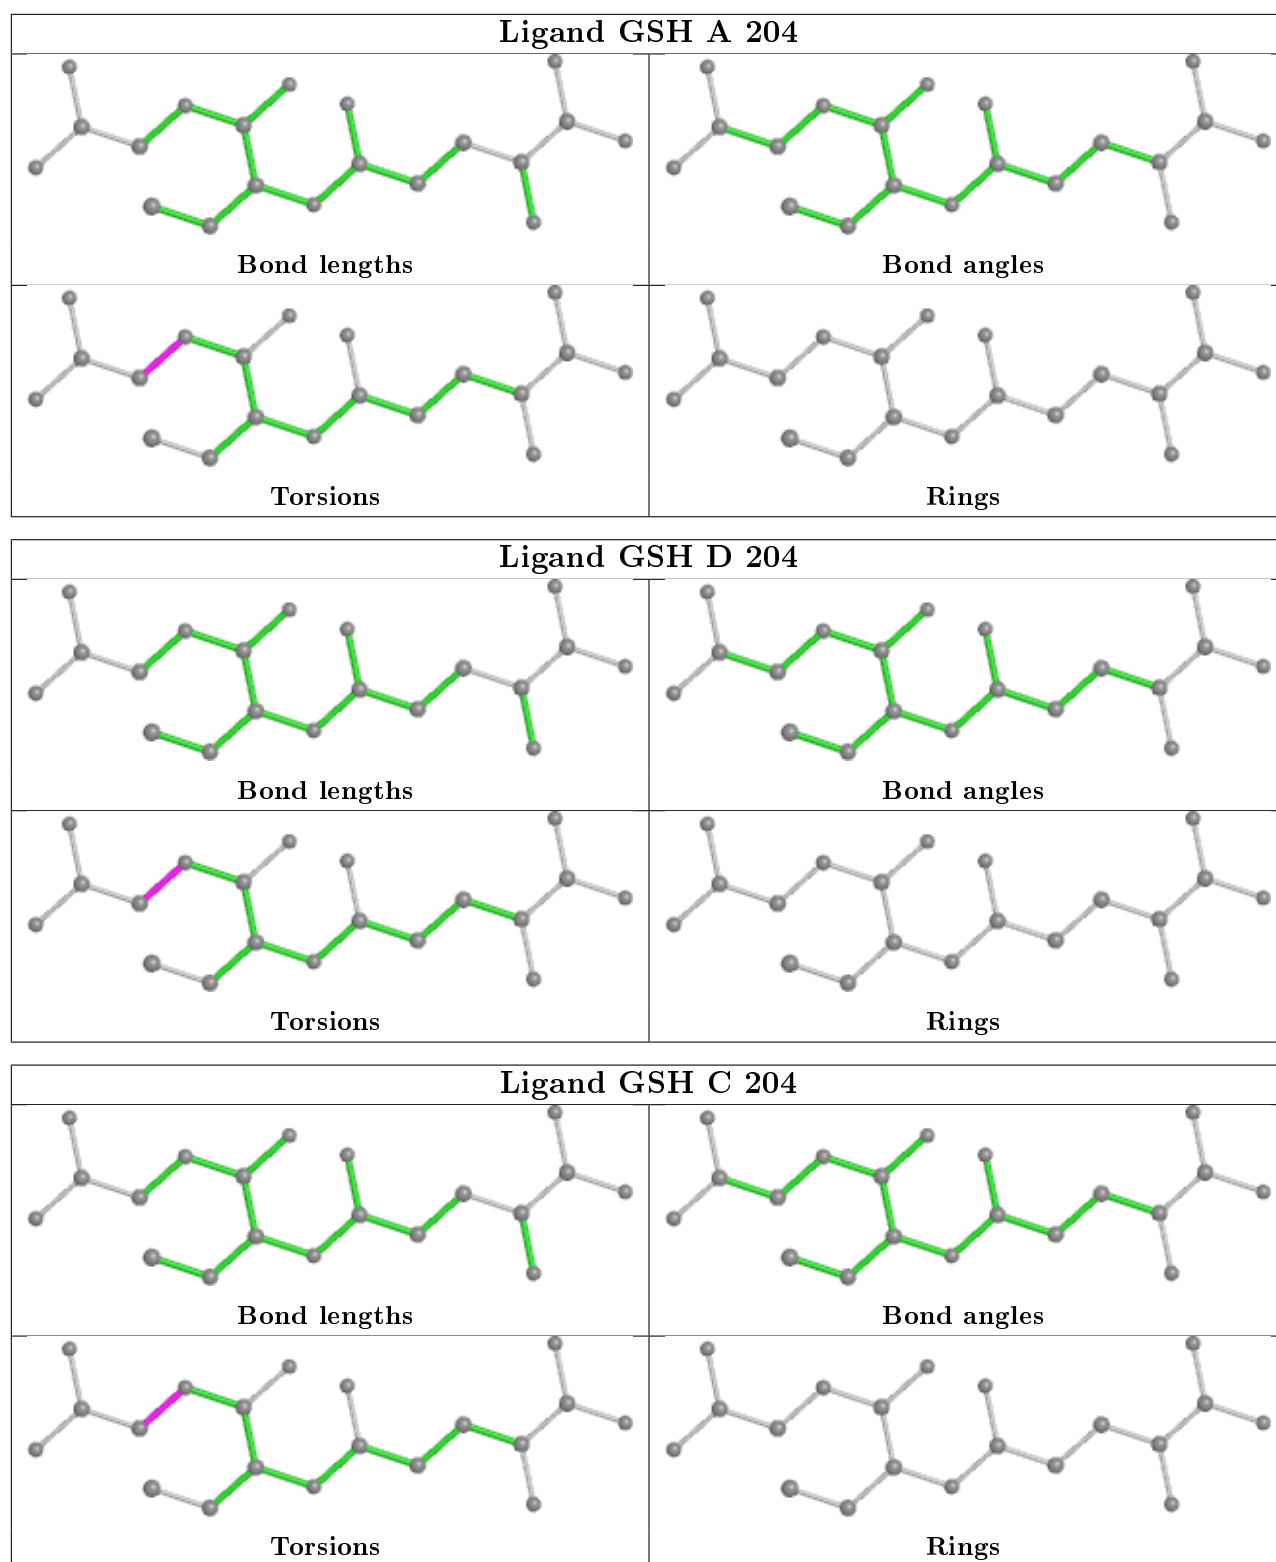 Ligand GSH A 204
Bond lengths
Bond angles
Torsions
Rings
Ligand GSH D 204
Bond lengths
Bond angles
Torsions
Rings
Ligand GSH C 204
Bond lengths
Bond angles
Torsions
Rings